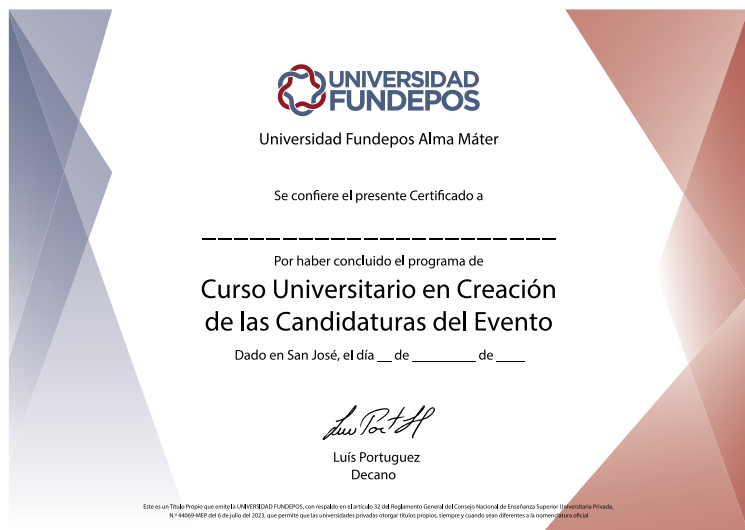 UNIVERSIDAD
FUNDEPOS
Universidad Fundepos Alma Máter
Se confiere el presente Certificado a
Por haber concluido el programa de
Curso Universitario en Creación
de las Candidaturas del Evento
Dado en San José, el día __ de ________ de ____
Luís Portuguez
Decano
Este es un Título Propio que emite la UNIVERSIDAD FUNDEPOS, con respaldo en el artículo 32 del Reglamento General del Consejo Nacional de Enseñanza Superior Universitaria Privada,
N.º 44069-MEP del 6 de julio del 2023, que permite que las universidades privadas otorgar títulos propios, siempre y cuando sean diferentes a la nomenclatura oficial